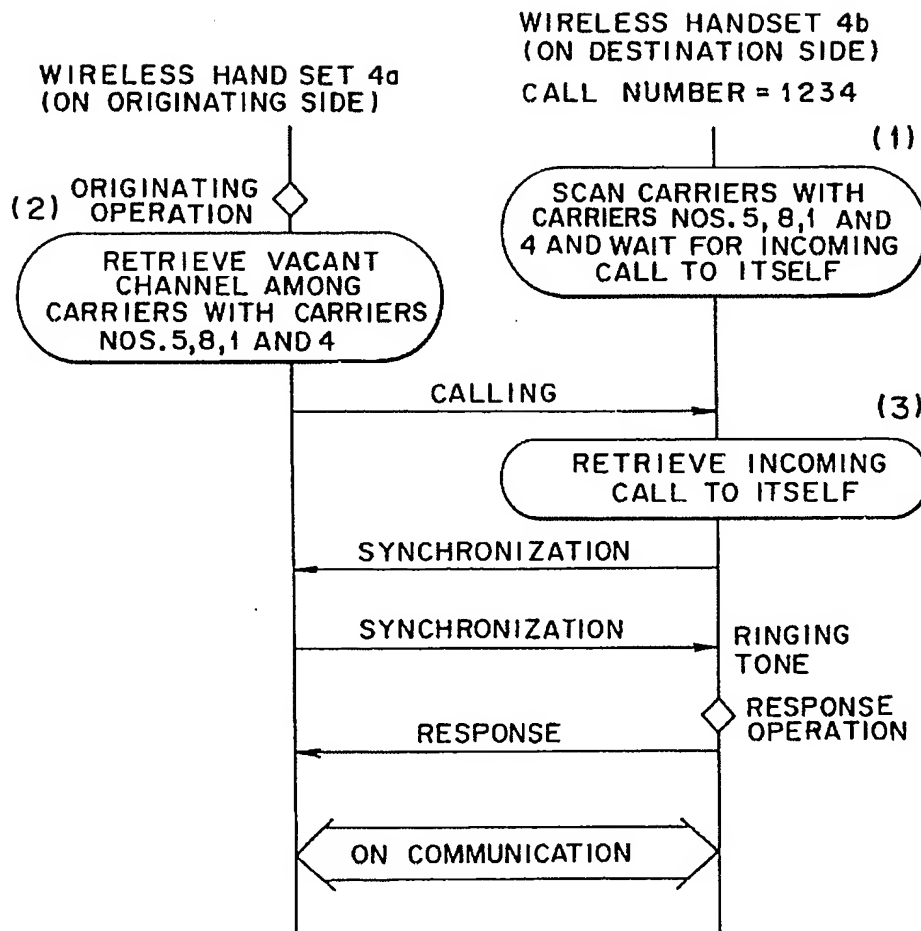 WIRELESS HAND SET 4a
(ON ORIGINATING SIDE)
WIRELESS HANDSET 4b
(ON DESTINATION SIDE)
CALL NUMBER = 1234
(1)
SCAN CARRIERS WITH
CARRIERS NOS. 5, 8,1 AND
4 AND WAIT FOR INCOMING
CALL TO ITSELF
(2)
ORIGINATING
OPERATION
RETRIEVE VACANT
CHANNEL AMONG
CARRIERS WITH CARRIERS
NOS. 5,8,1 AND 4
CALLING
(3)
RETRIEVE INCOMING
CALL TO ITSELF
SYNCHRONIZATION
SYNCHRONIZATION
RINGING
TONE
RESPONSE
OPERATION
RESPONSE
ON COMMUNICATION